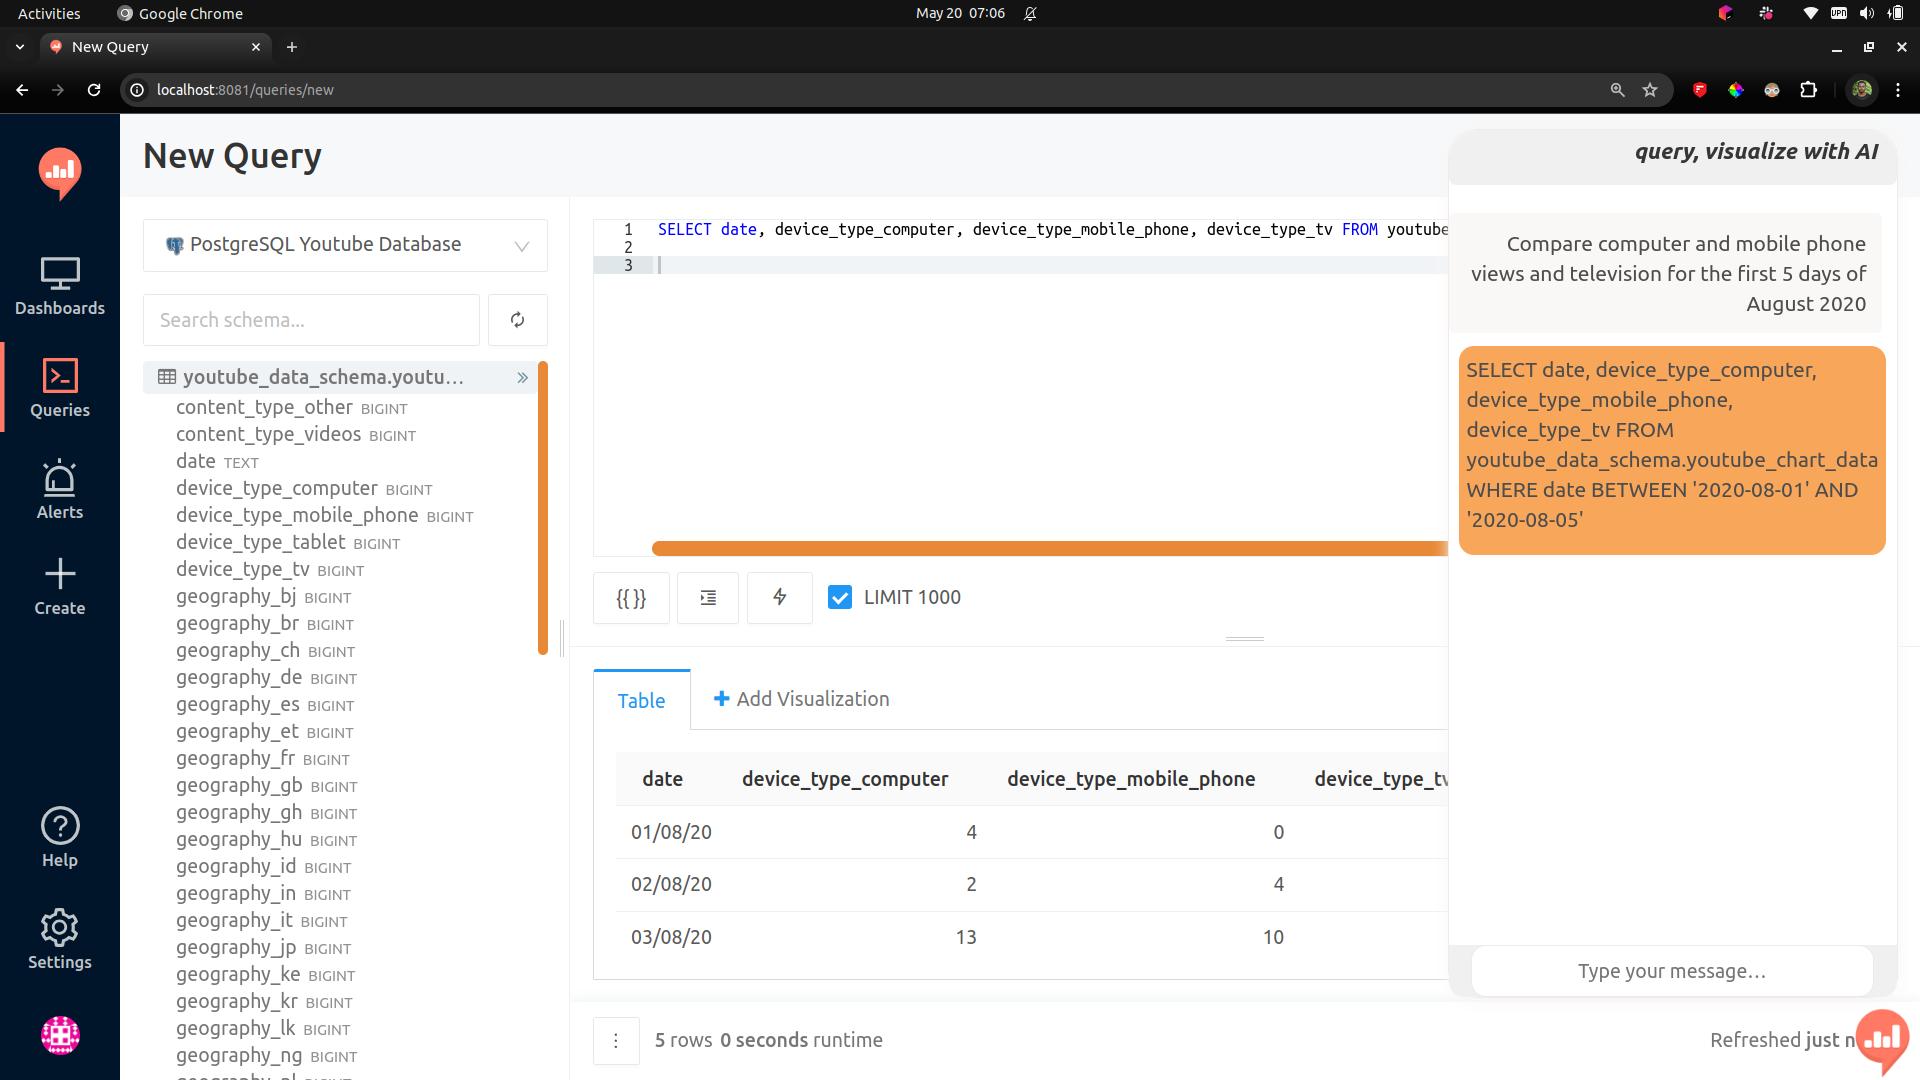 Activities
Google Chrome
May 20 07:06
VPN
New Query
localhost:8081/queries/new
New Query
query, visualize with AI
Dashboards
Queries
Alerts
Create
Help
Settings
PostgreSQL Youtube Database
Search schema...
youtube_data_schema.youtu...
content_type_other BIGINT
content_type_videos BIGINT
date TEXT
device_type_computer BIGINT
device_type_mobile_phone BIGINT
device_type_tablet BIGINT
device_type_tv BIGINT
geography_bj BIGINT
geography_br BIGINT
geography_ch BIGINT
geography_de BIGINT
geography_es BIGINT
geography_et BIGINT
geography_fr BIGINT
geography_gb BIGINT
geography_gh BIGINT
geography_hu BIGINT
geography_id BIGINT
geography_in BIGINT
geography_it BIGINT
geography_jp BIGINT
geography_ke BIGINT
geography_kr BIGINT
geography_lk BIGINT
geography_ng BIGINT
1 SELECT date, device_type_computer, device_type_mobile_phone, device_type_tv FROM youtube
2
3
{{ }}
LIMIT 1000
Table
Add Visualization
date device_type_computer device_type_mobile_phone device_type_tv
01/08/20 4 0
02/08/20 2 4
03/08/20 13 10
5 rows 0 seconds runtime
Refreshed just n
Compare computer and mobile phone
views and television for the first 5 days of
August 2020
SELECT date, device_type_computer,
device_type_mobile_phone,
device_type_tv FROM
youtube_data_schema.youtube_chart_data
WHERE date BETWEEN '2020-08-01' AND
'2020-08-05'
Type your message...